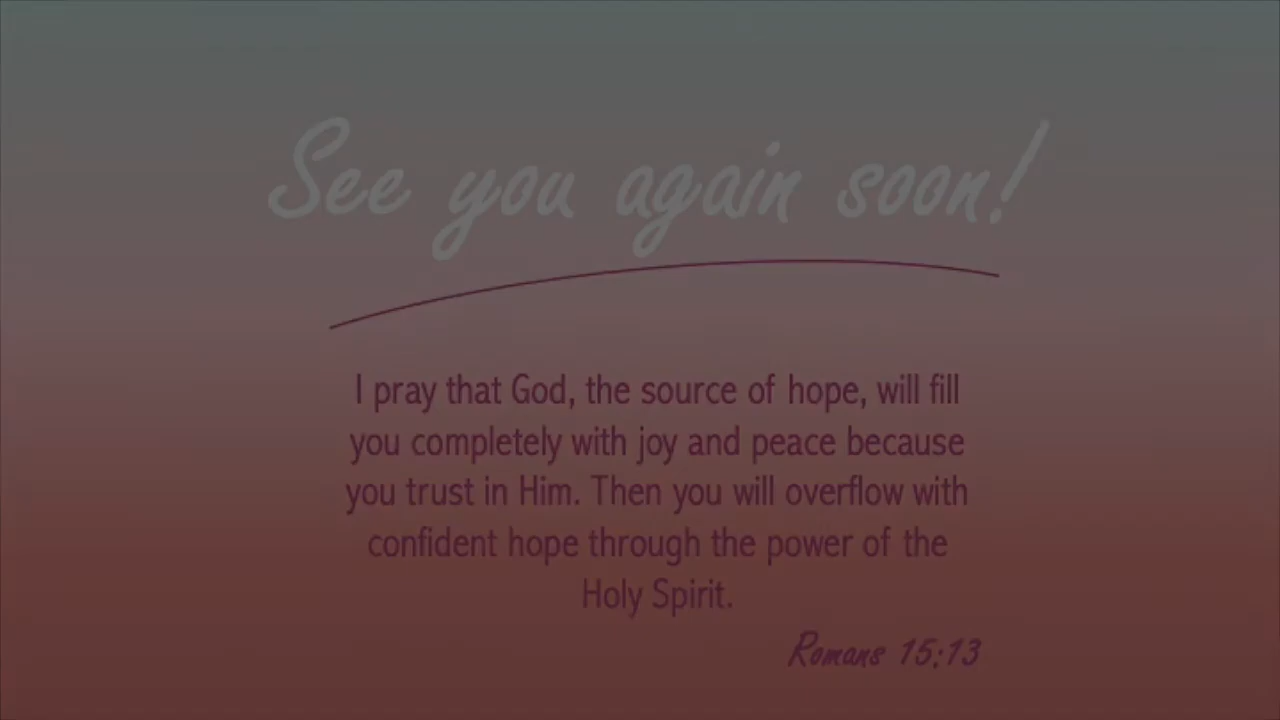 See you again soon!
I pray that God, the source of hope, will fill
you completely with joy and peace because
you trust in Him. Then you will overflow with
confident hope through the power of the
Holy Spirit.
Romans 15:13